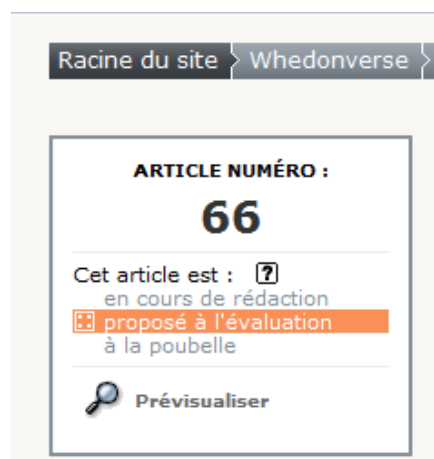 Racine du site Whedonverse
ARTICLE NUMÉRO :
66
Cet article est : ?
en cours de rédaction
proposé à l'évaluation
à la poubelle
Prévisualiser